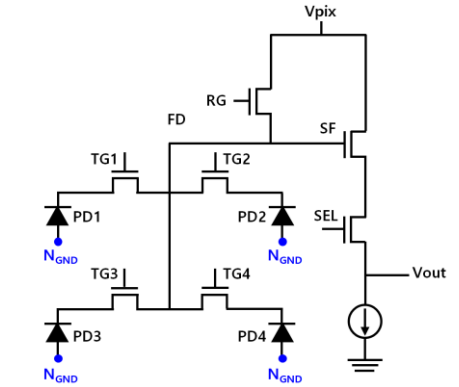 Vpix
RG
FD
SF
TG1
TG2
PD1
PD2
SEL
NGND
NGND
TG3
TG4
Vout
PD3
PD4
NGND
NGND